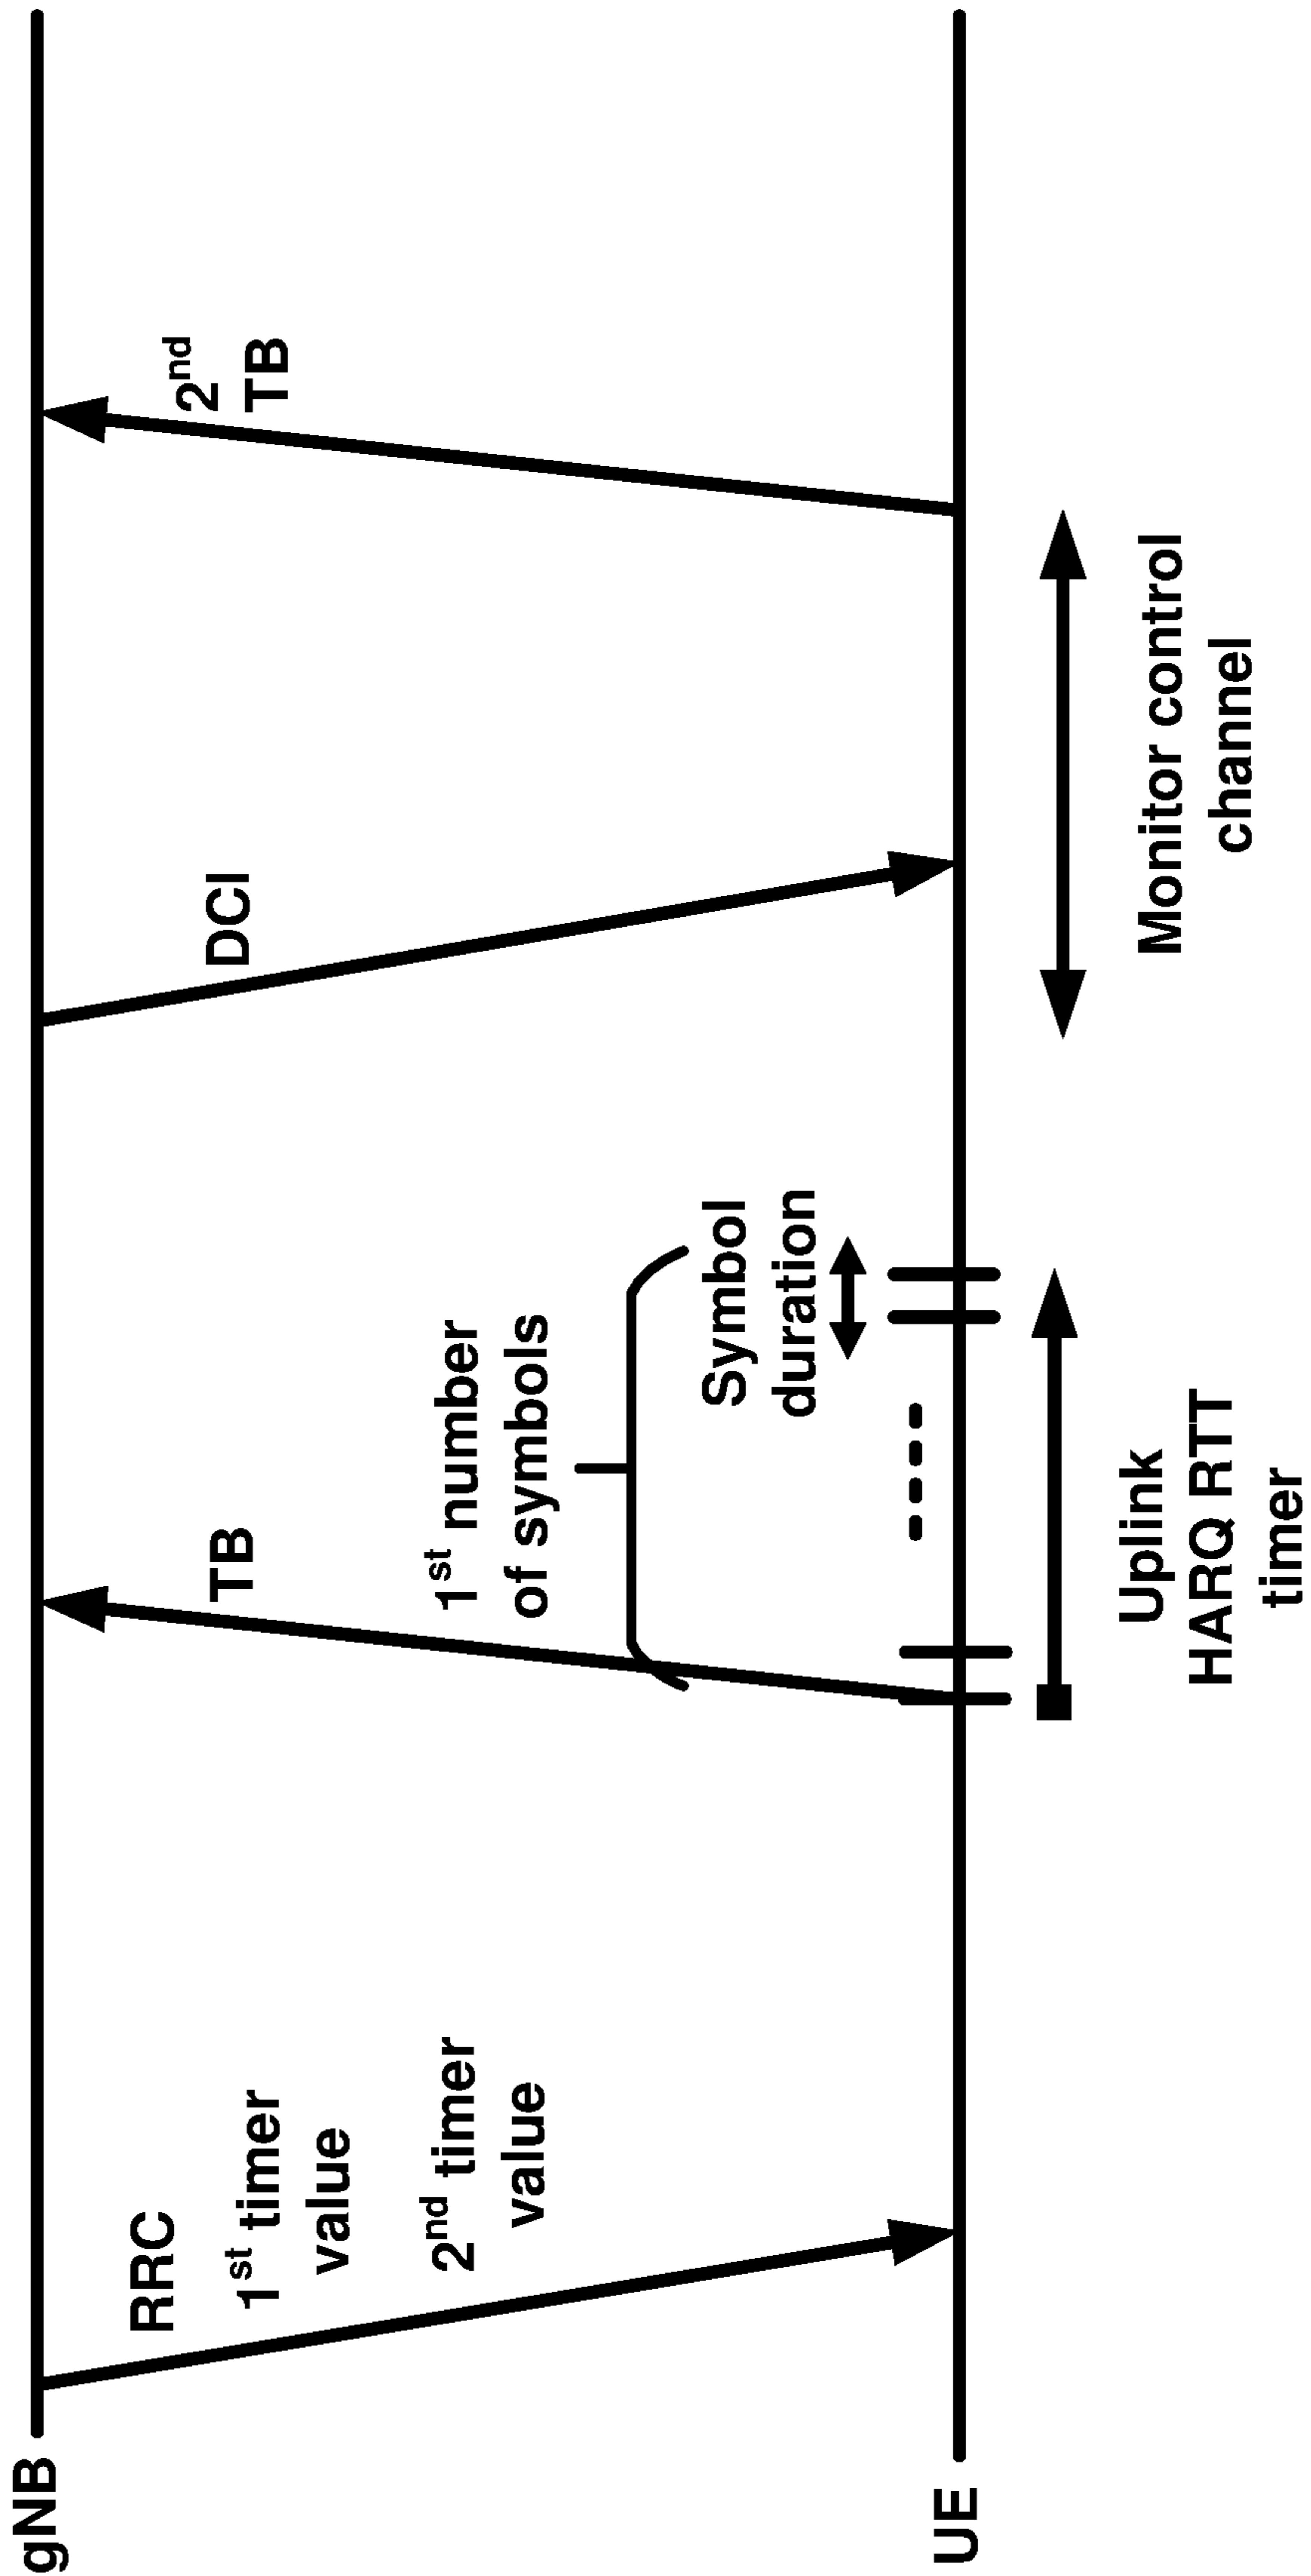 gNB
RRC
1st timer
value
2nd timer
value
TB
1st number
of symbols
Symbol
duration
DCI
2nd
TB
UE
Uplink
HARQ RTT
timer
Monitor control
channel